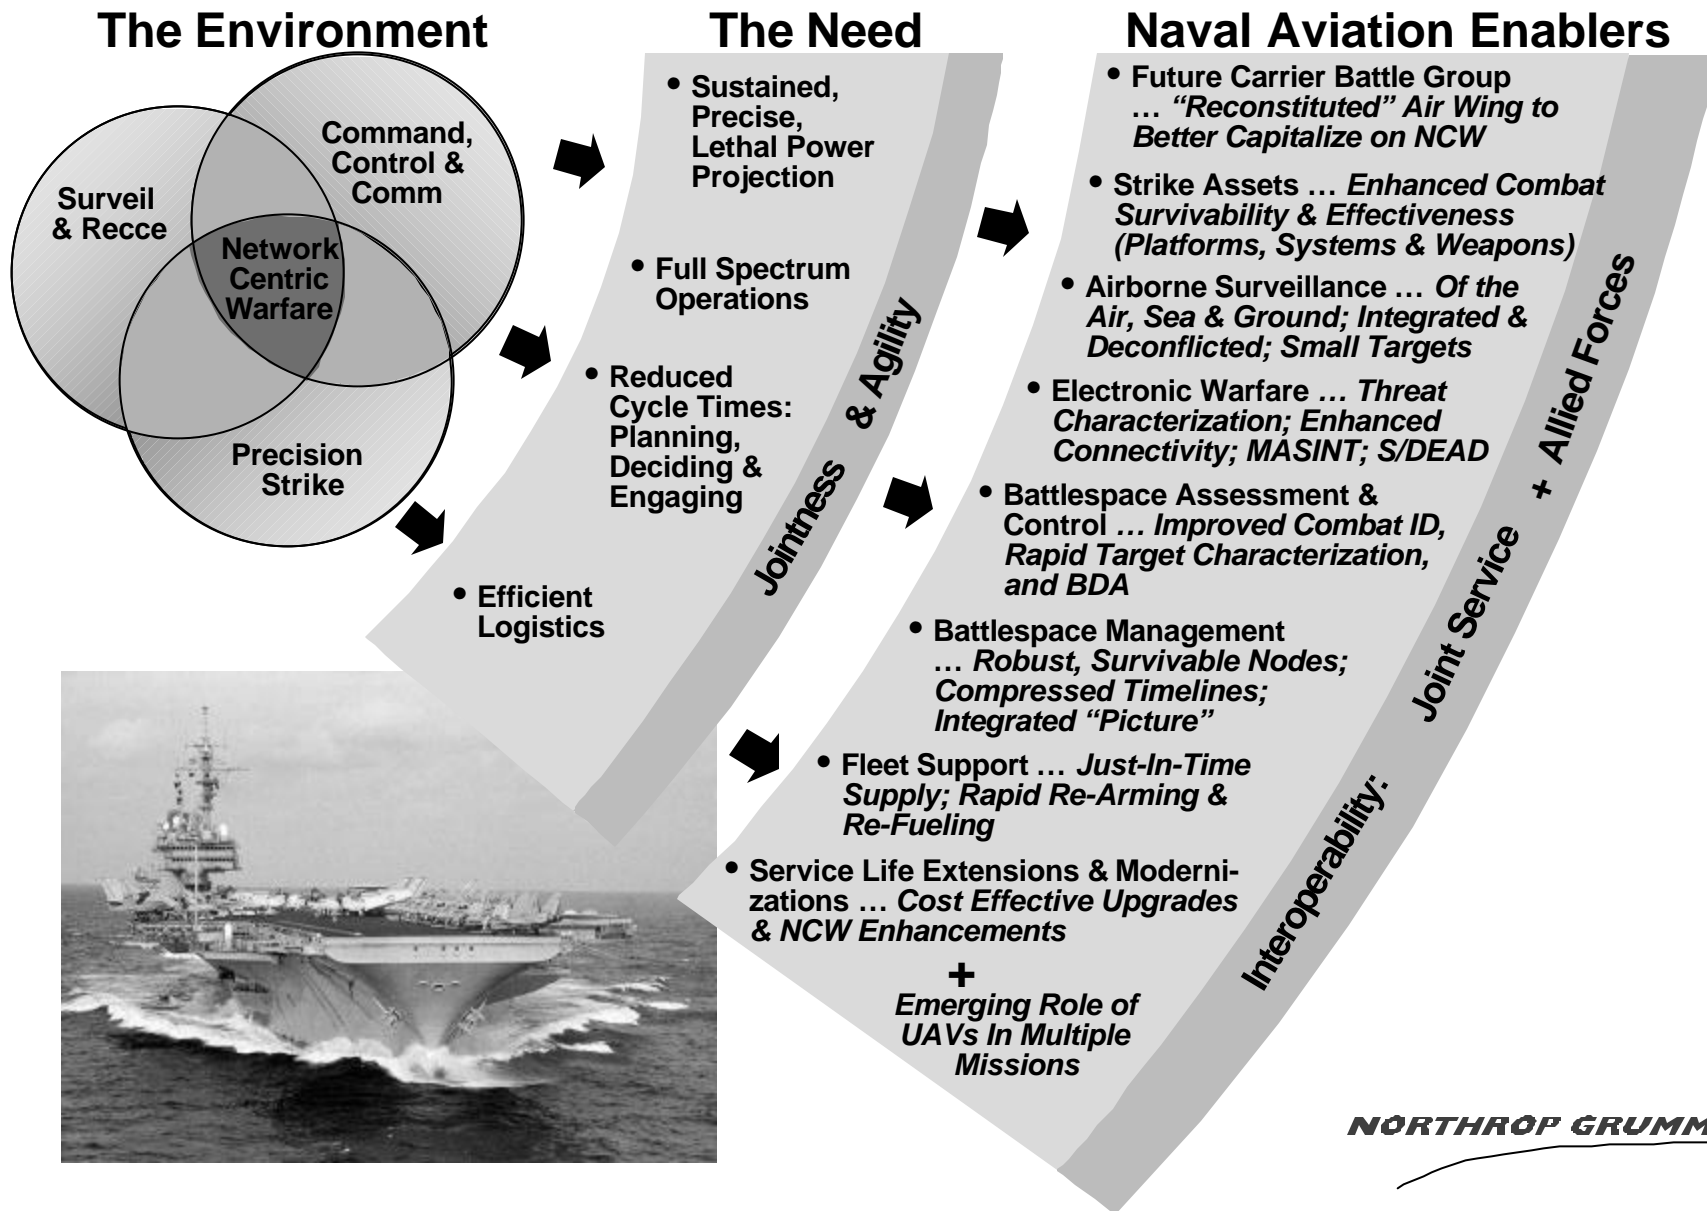 The Environment
Surveil
& Recce
Command,
Control &
Comm
Network
Centric
Warfare
Precision
Strike
The Need
• Sustained,
Precise,
Lethal Power
Projection
• Full Spectrum
Operations
• Reduced
Cycle Times:
Planning,
Deciding &
Engaging
• Efficient
Logistics
Jointness & Agility
Naval Aviation Enablers
• Future Carrier Battle Group
… “Reconstituted” Air Wing to
Better Capitalize on NCW
• Strike Assets … Enhanced Combat
Survivability & Effectiveness
(Platforms, Systems & Weapons)
• Airborne Surveillance … Of the
Air, Sea & Ground; Integrated &
Deconflicted; Small Targets
• Electronic Warfare … Threat
Characterization; Enhanced
Connectivity; MASINT; S/DEAD
• Battlespace Assessment &
Control … Improved Combat ID,
Rapid Target Characterization,
and BDA
• Battlespace Management
… Robust, Survivable Nodes;
Compressed Timelines;
Integrated “Picture”
• Fleet Support … Just-In-Time
Supply; Rapid Re-Arming &
Re-Fueling
• Service Life Extensions & Moderni-
zations … Cost Effective Upgrades
& NCW Enhancements
+
Emerging Role of
UAVs In Multiple
Missions
Interoperability: Joint Service + Allied Forces
NORTHROP GRUMM